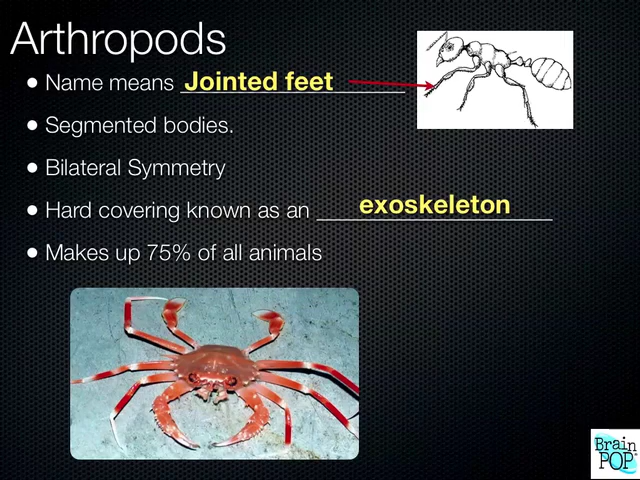 Arthropods
• Name means Jointed feet
• Segmented bodies.
• Bilateral Symmetry
• Hard covering known as an exoskeleton
• Makes up 75% of all animals
Brain
POP